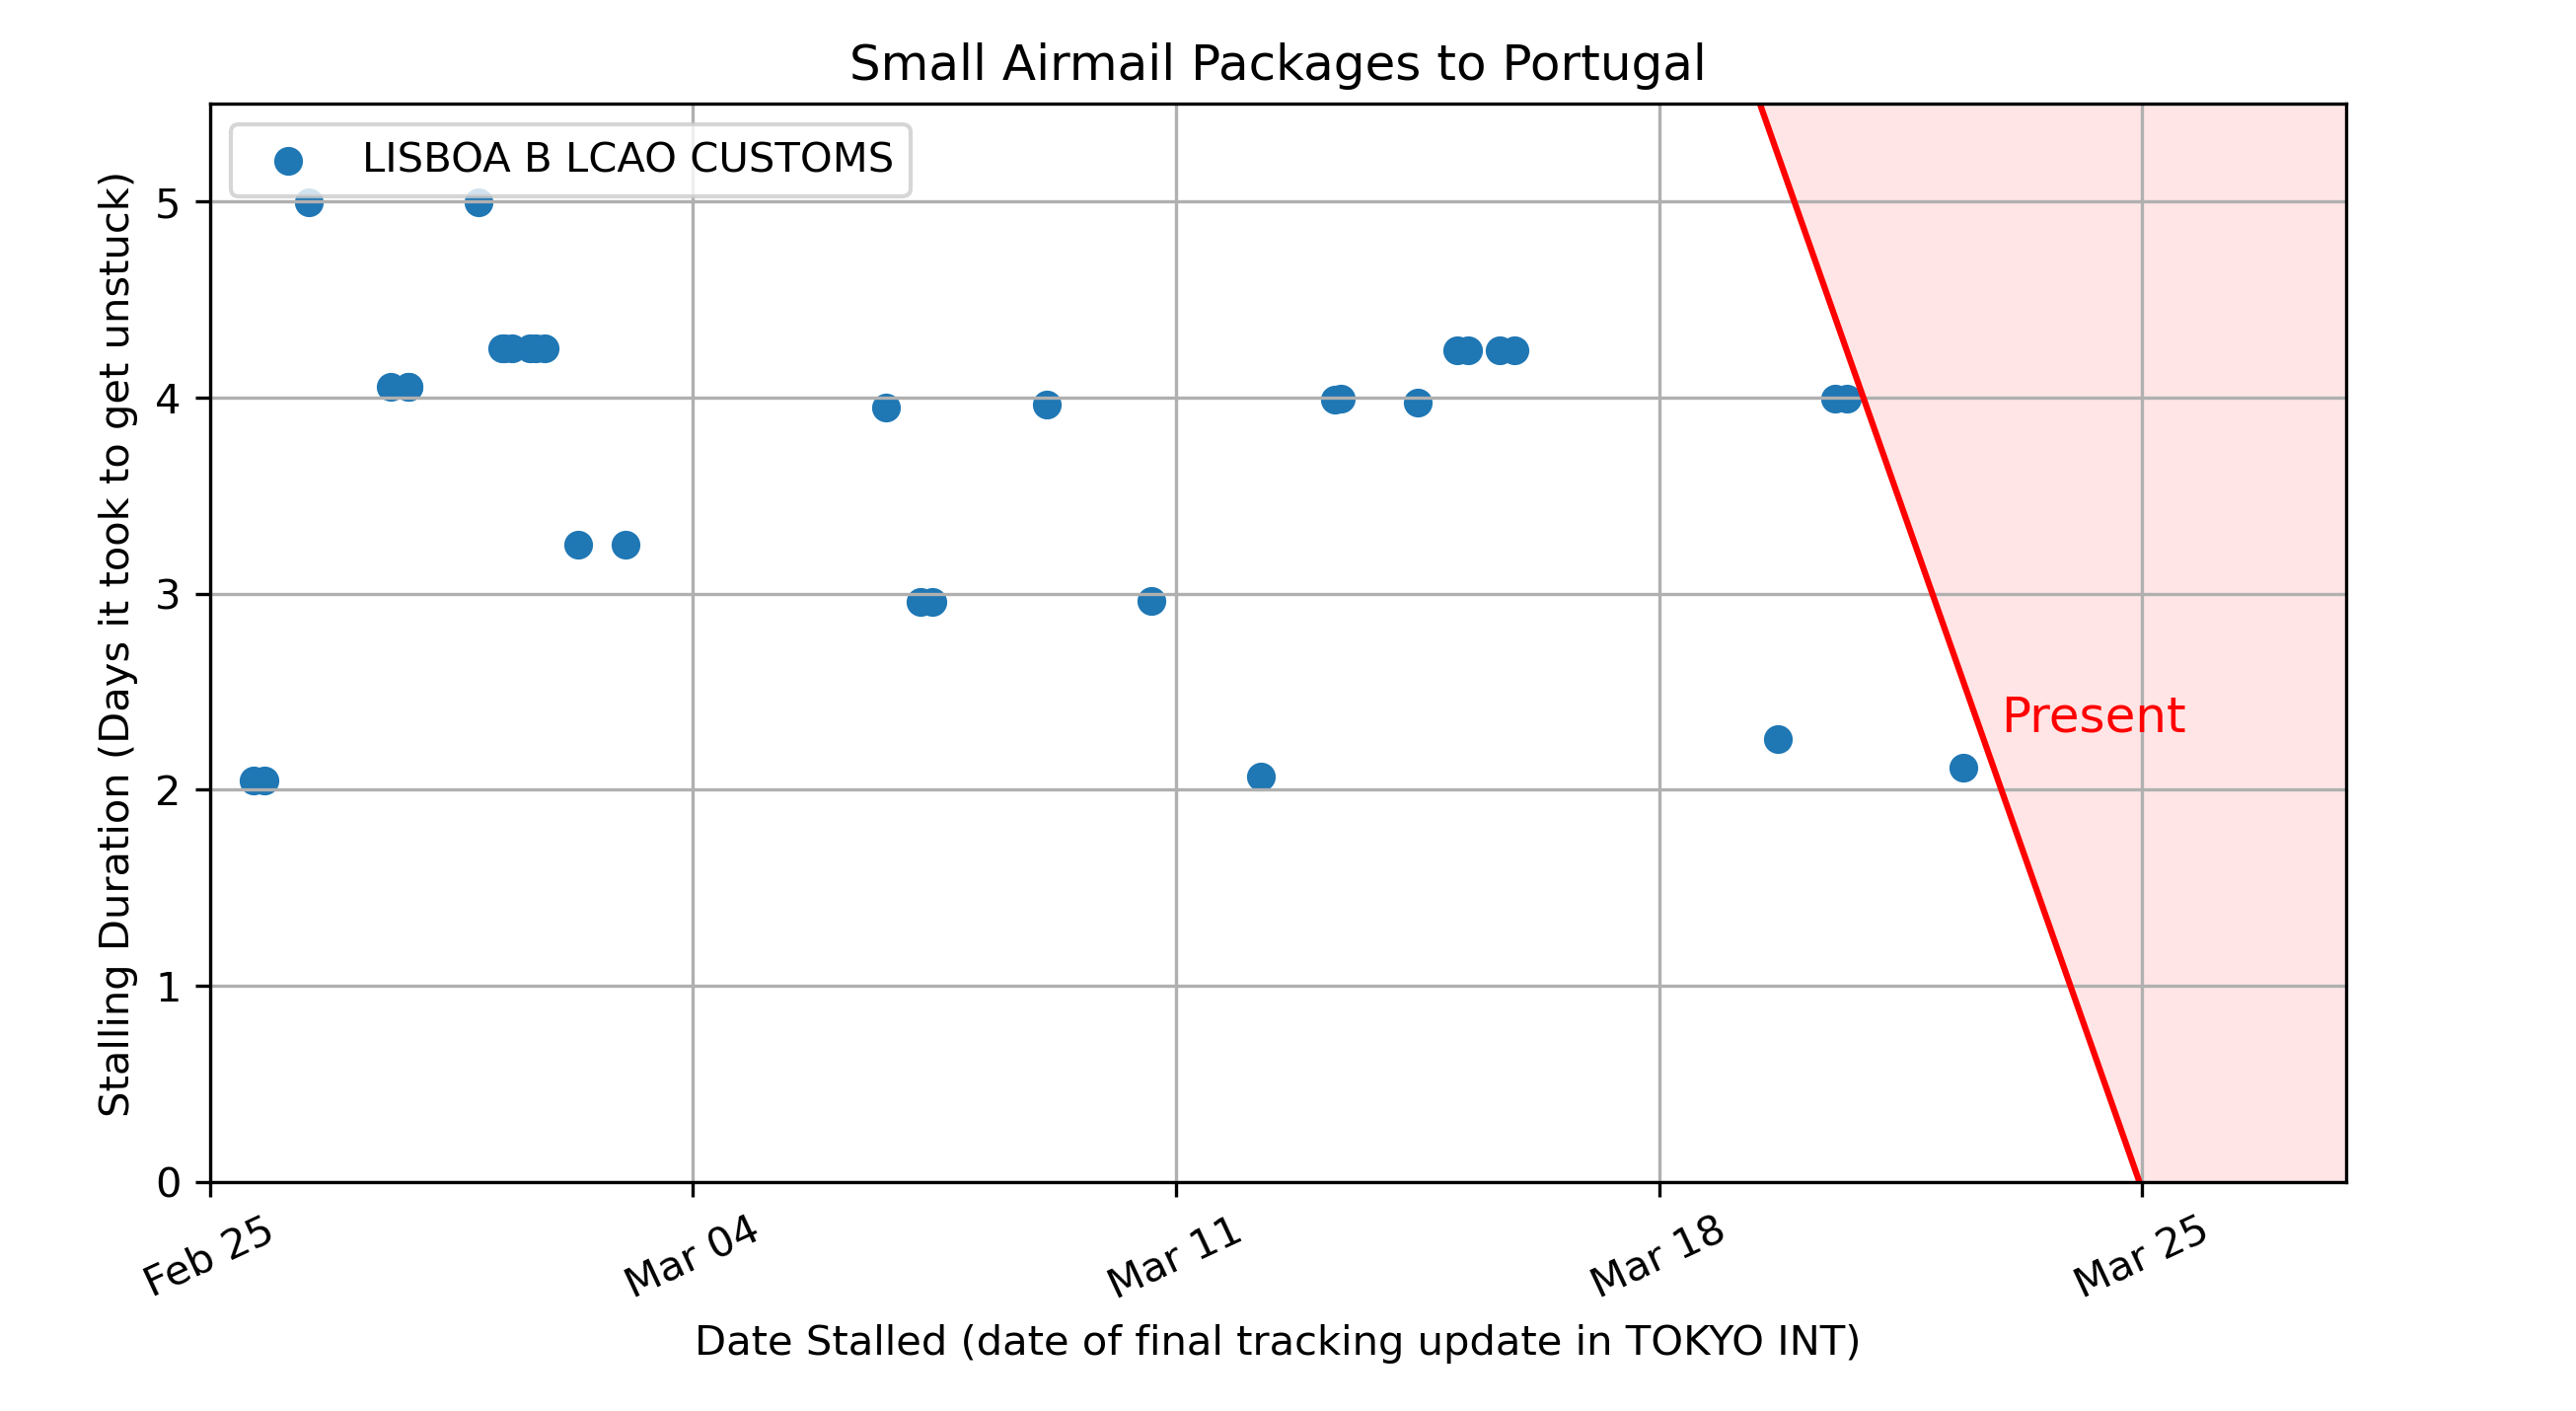 Small Airmail Packages to Portugal
LISBOA B LCAO CUSTOMS
Stalling Duration (Days it took to get unstuck)
5
4
3
2
1
0
Present
Feb 25
Mar 04
Mar 11
Mar 18
Mar 25
Date Stalled (date of final tracking update in TOKYO INT)